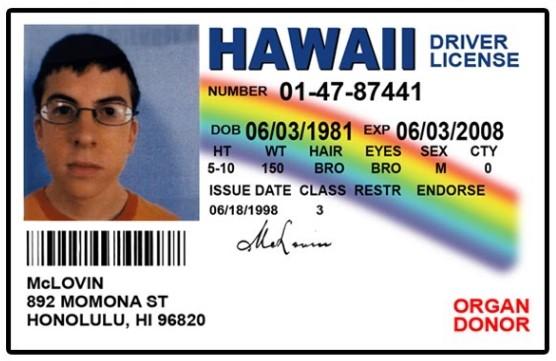 HAWAII DRIVER LICENSE
NUMBER 01-47-87441
DOB 06/03/1981 EXP 06/03/2008
HT WT HAIR EYES SEX CTY
5-10 150 BRO BRO M 0
ISSUE DATE CLASS RESTR ENDORSE
06/18/1998 3
McLovin
McLOVIN
892 MOMONA ST
HONOLULU, HI 96820
ORGAN
DONOR